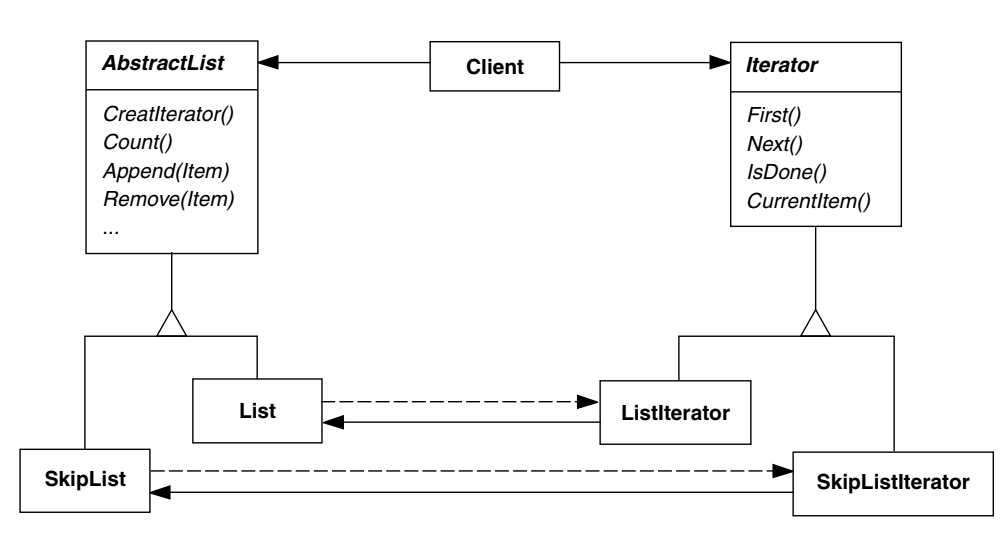 AbstractList
CreatIterator()
Count()
Append(Item)
Remove(Item)
...
Client
Iterator
First()
Next()
IsDone()
CurrentItem()
List
ListIterator
SkipList
SkipListIterator